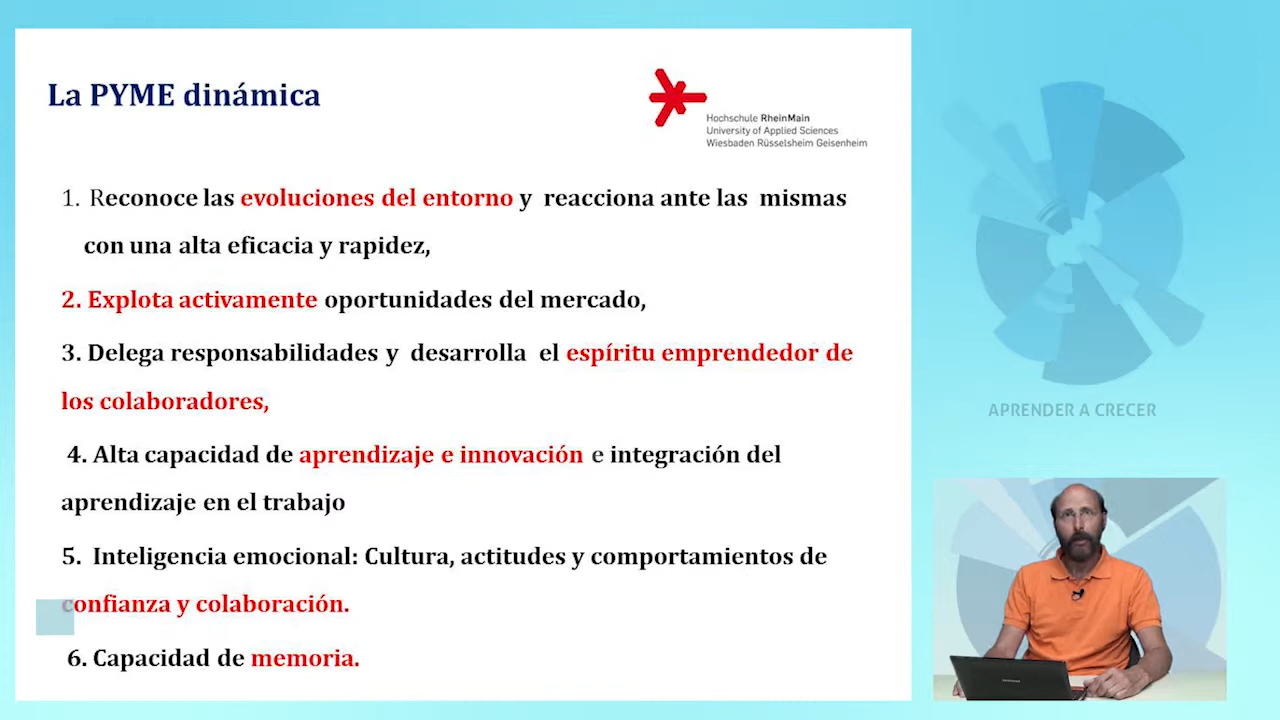 La PYME dinámica
Hochschule RheinMain
University of Applied Sciences
Wiesbaden Rüsselsheim Geisenheim
1. Reconoce las evoluciones del entorno y reacciona ante las mismas
con una alta eficacia y rapidez,
2. Explota activamente oportunidades del mercado,
3. Delega responsabilidades y desarrolla el espíritu emprendedor de
los colaboradores,
4. Alta capacidad de aprendizaje e innovación e integración del
aprendizaje en el trabajo
5. Inteligencia emocional: Cultura, actitudes y comportamientos de
confianza y colaboración.
6. Capacidad de memoria.
APRENDER A CRECER